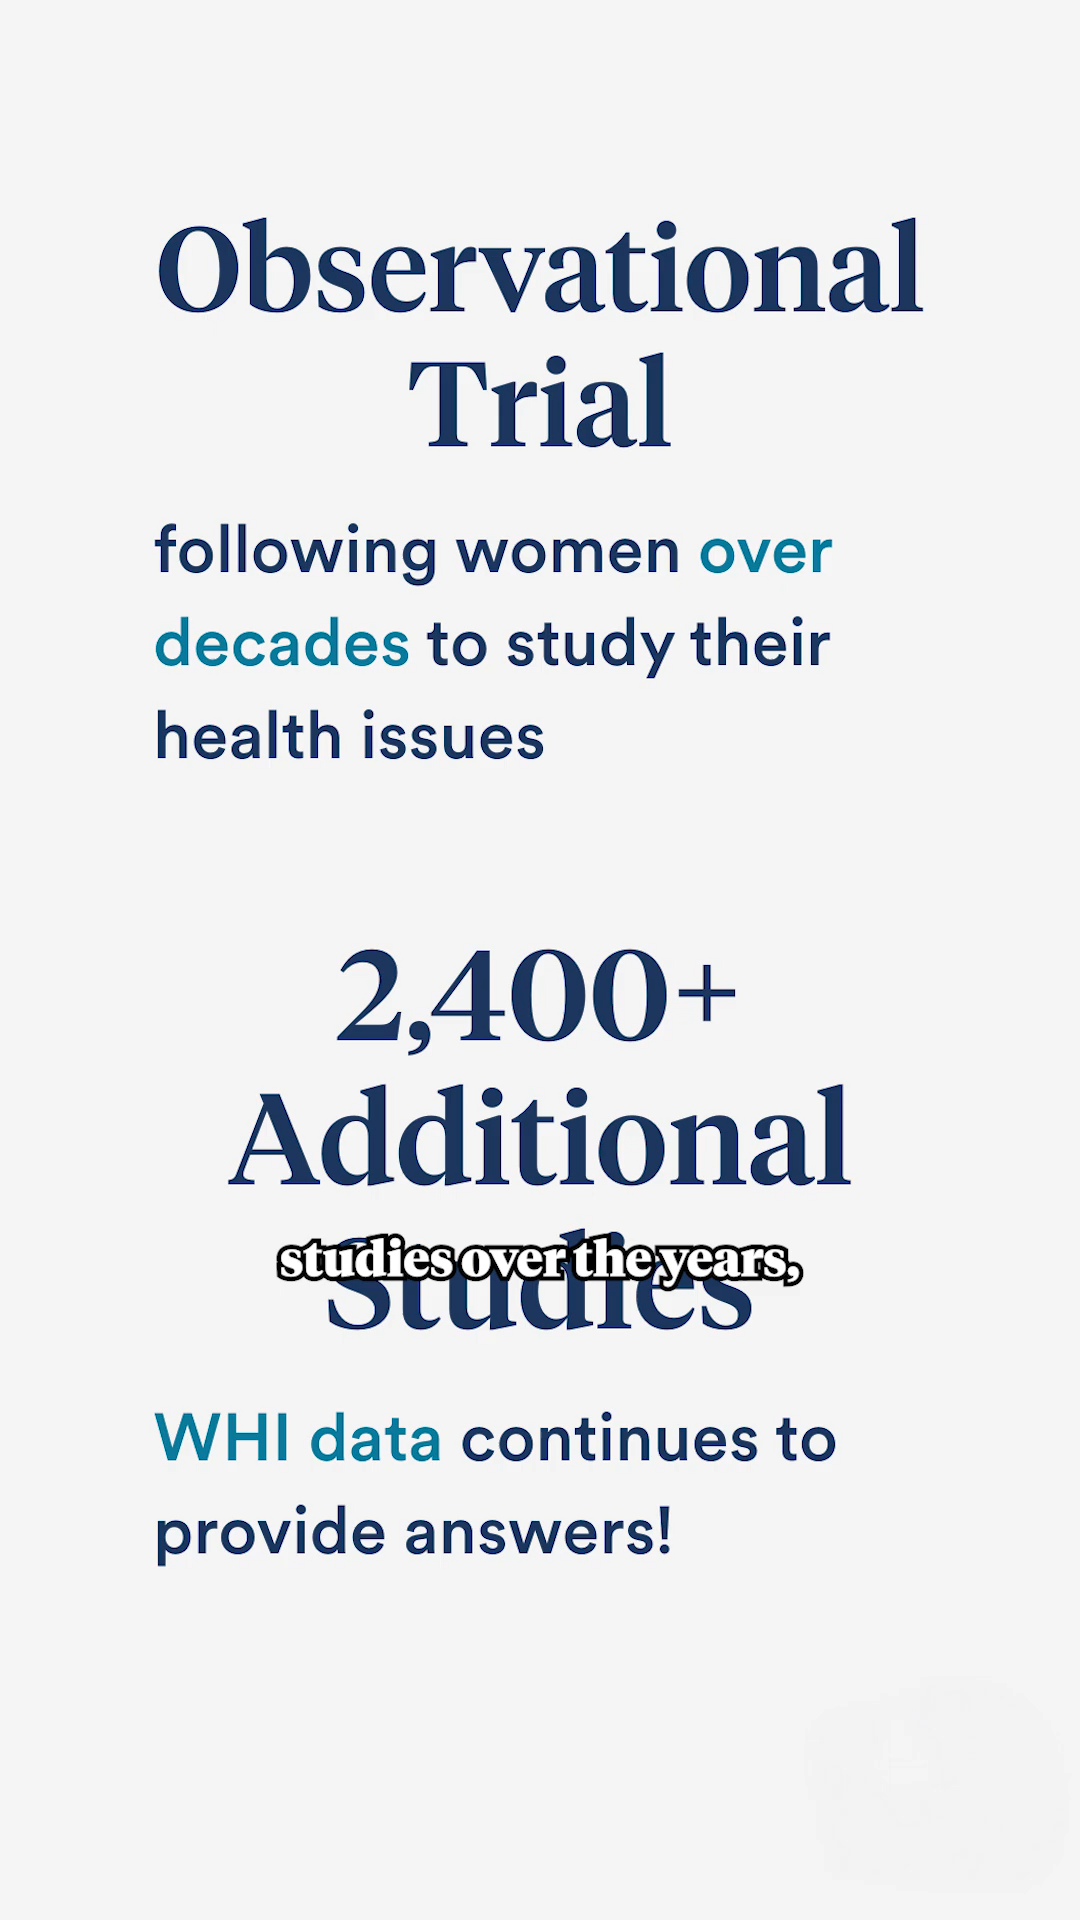 Observational
Trial
following women over
decades to study their
health issues
2,400+
Additional
Studies
studies over the years,
WHI data continues to
provide answers!